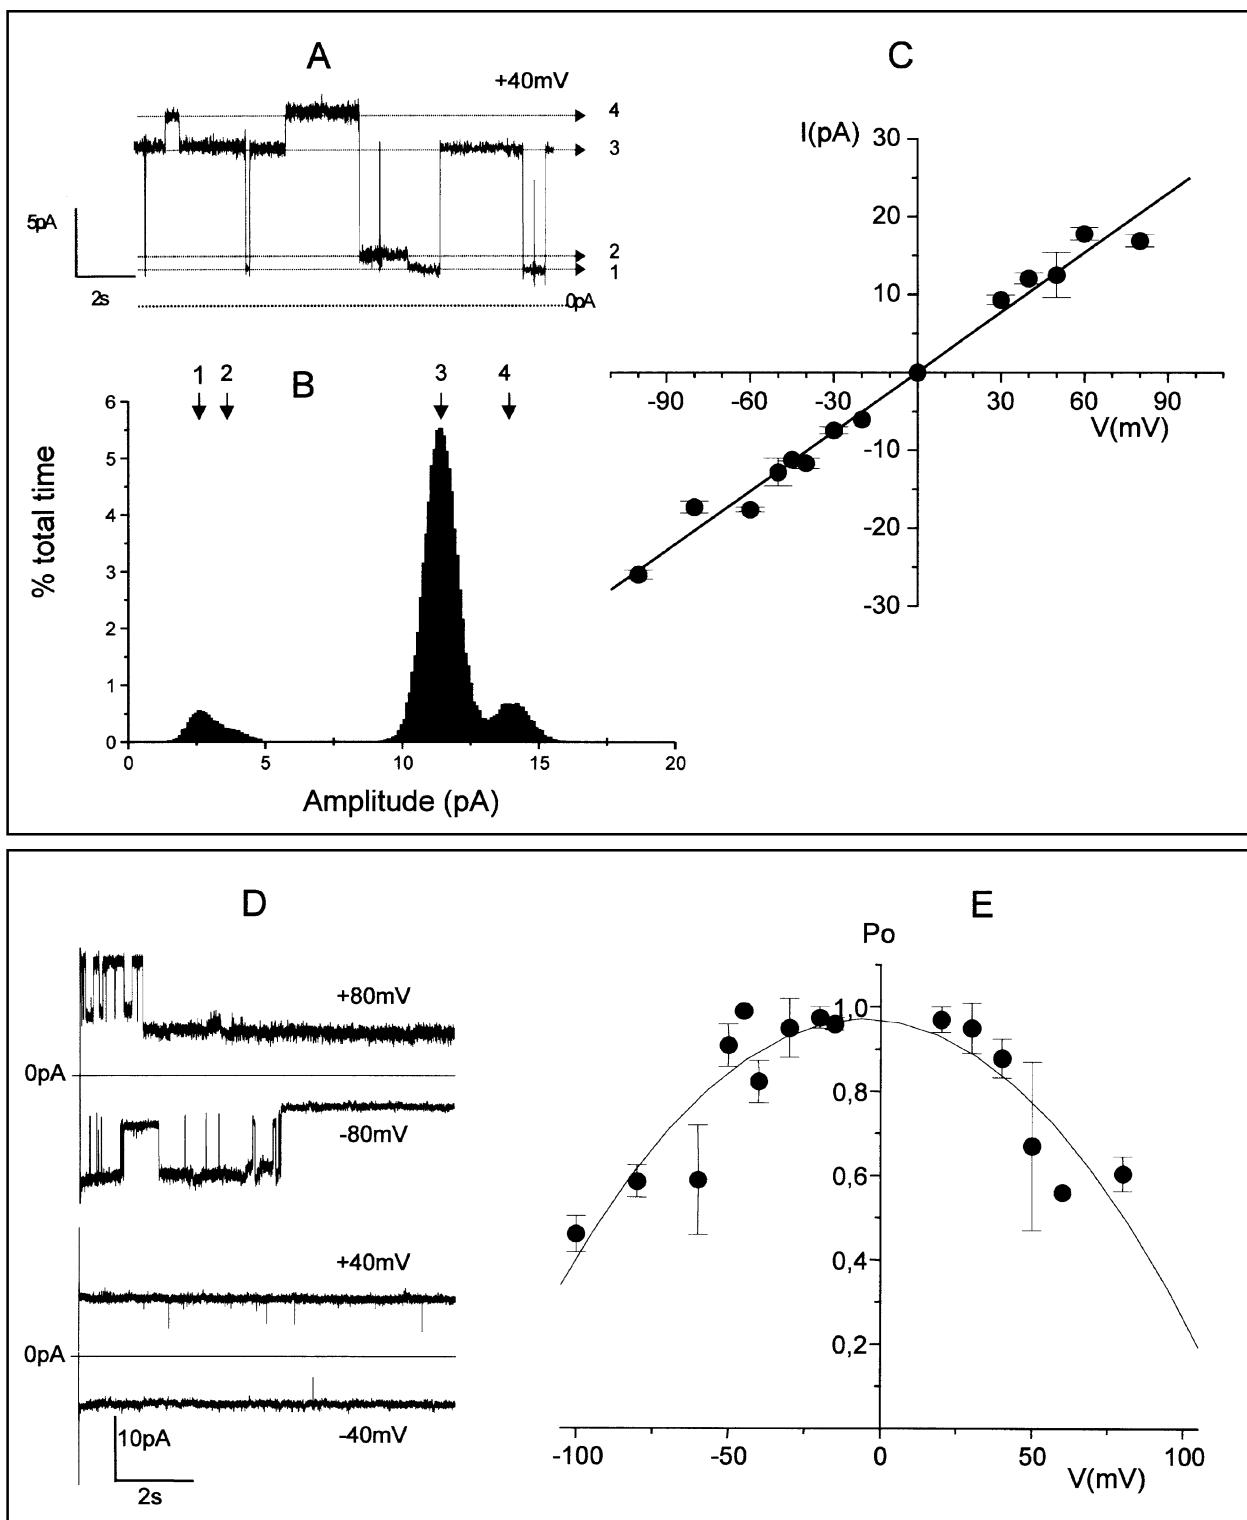 A
+40mV
4
3
5pA
2
1
2s
0pA
1 2 3 4
B
6
5
4
3
2
1
0
0 5 10 15 20
% total time
Amplitude (pA)
C
I(pA)
30
20
10
-90 -60 -30 30 60 90
V(mV)
-10
-20
-30
D
+80mV
0pA
-80mV
+40mV
0pA
-40mV
10pA
2s
E
Po
1,0
0,8
0,6
0,4
0,2
-100 -50 0 50 100
V(mV)